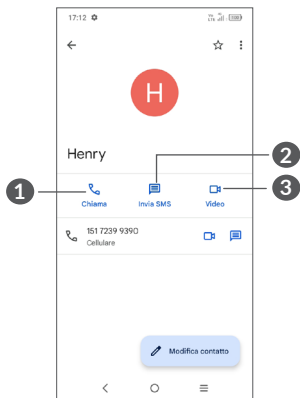 17:12
H
Henry
2
1
3
Chiama Invia SMS Video
151 7239 9390
Cellulare
Modifica contatto